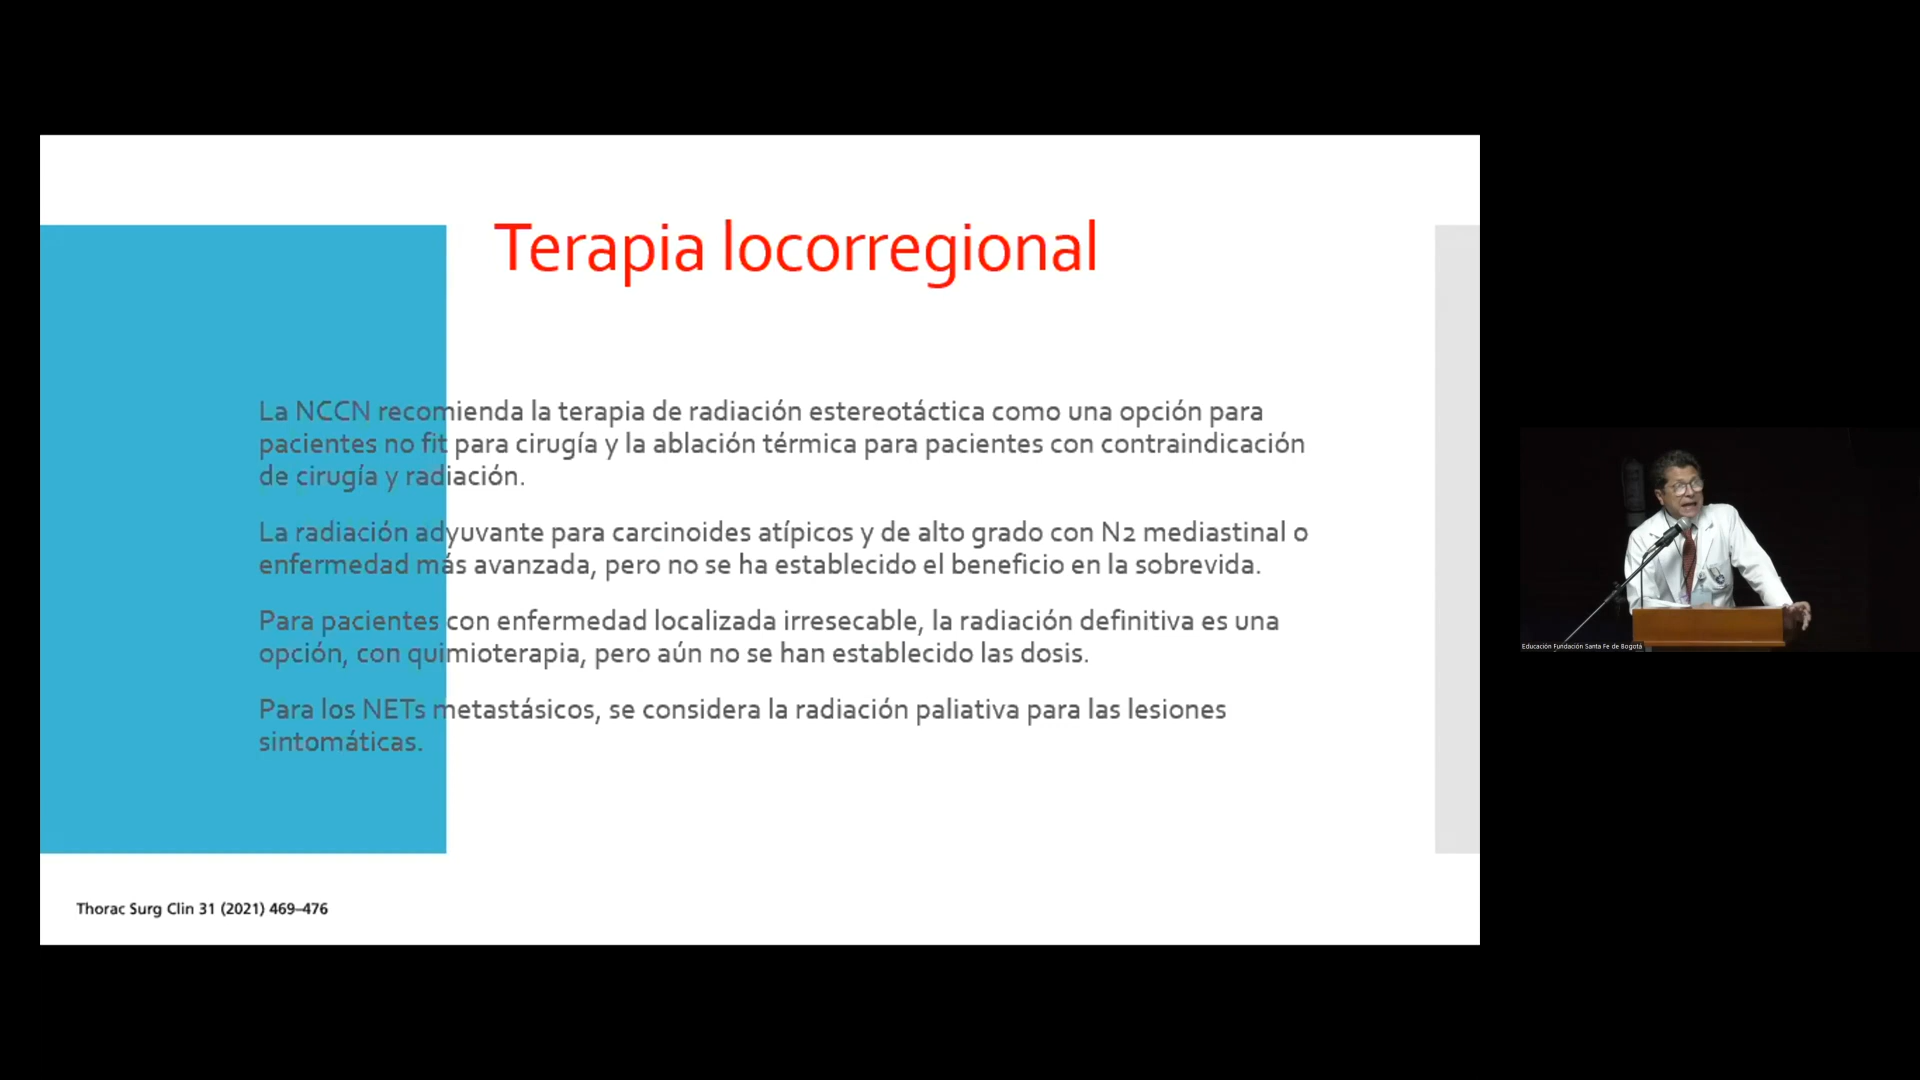 Terapia locorregional
La NCCN recomienda la terapia de radiación estereotáctica como una opción para
pacientes no fit para cirugía y la ablación térmica para pacientes con contraindicación
de cirugía y radiación.
La radiación adyuvante para carcinoides atípicos y de alto grado con N2 mediastinal o
enfermedad más avanzada, pero no se ha establecido el beneficio en la sobrevida.
Para pacientes con enfermedad localizada irresecable, la radiación definitiva es una
opción, con quimioterapia, pero aún no se han establecido las dosis.
Para los NETs metastásicos, se considera la radiación paliativa para las lesiones
sintomáticas.
Thorac Surg Clin 31 (2021) 469–476
Educación Fundación Santa Fe de Bogotá